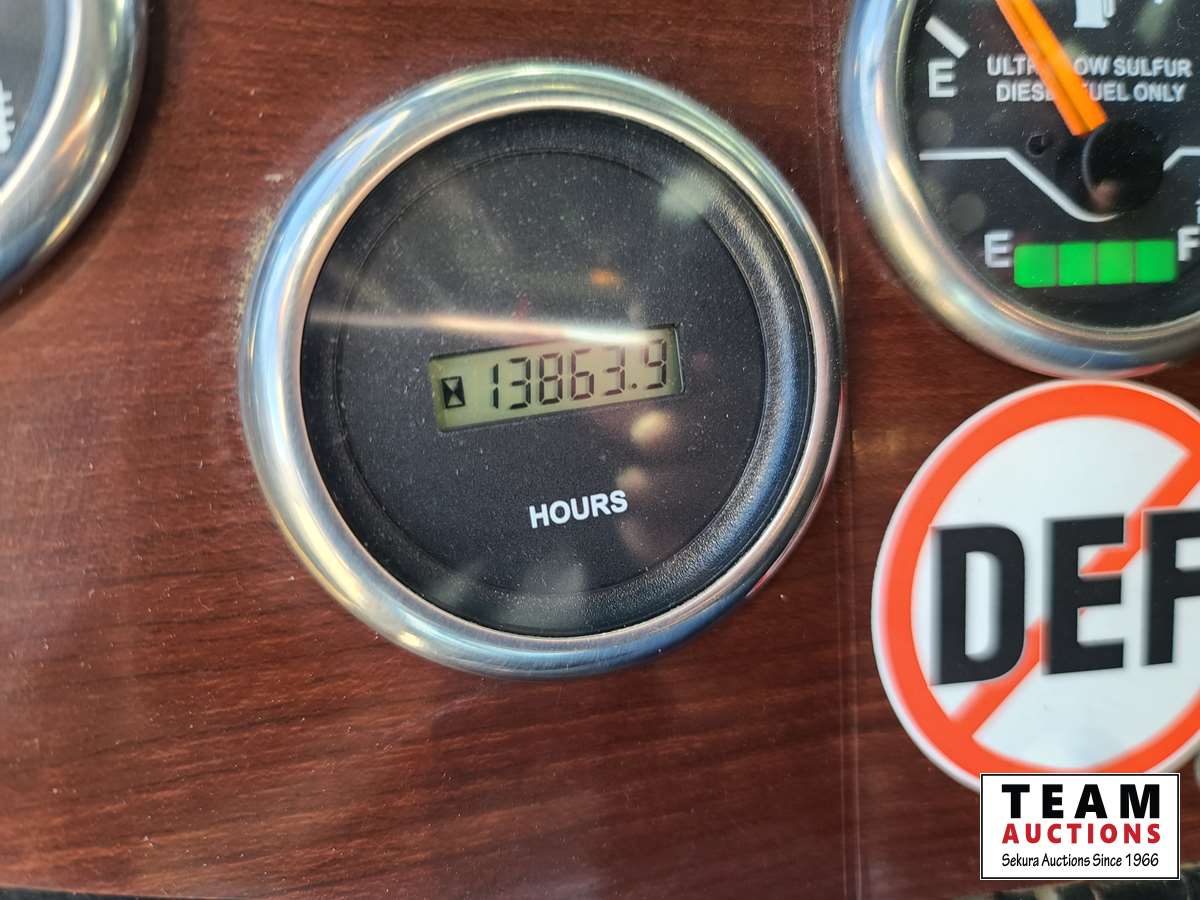 E
ULTRA LOW SULFUR
DIESEL FUEL ONLY
E F
13863.9
HOURS
DEF
TEAM
AUCTIONS
Sekura Auctions Since 1966